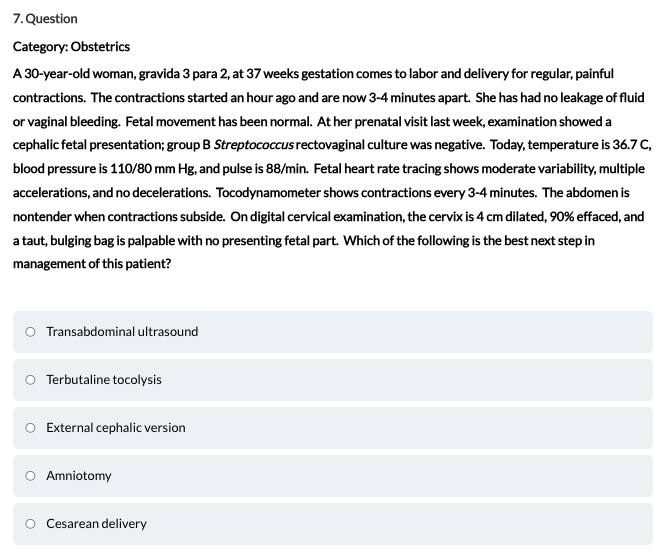 7. Question
Category: Obstetrics
A 30-year-old woman, gravida 3 para 2, at 37 weeks gestation comes to labor and delivery for regular, painful
contractions. The contractions started an hour ago and are now 3-4 minutes apart. She has had no leakage of fluid
or vaginal bleeding. Fetal movement has been normal. At her prenatal visit last week, examination showed a
cephalic fetal presentation; group B Streptococcus rectovaginal culture was negative. Today, temperature is 36.7 C,
blood pressure is 110/80 mm Hg, and pulse is 88/min. Fetal heart rate tracing shows moderate variability, multiple
accelerations, and no decelerations. Tocodynamometer shows contractions every 3-4 minutes. The abdomen is
nontender when contractions subside. On digital cervical examination, the cervix is 4 cm dilated, 90% effaced, and
a taut, bulging bag is palpable with no presenting fetal part. Which of the following is the best next step in
management of this patient?
Transabdominal ultrasound
Terbutaline tocolysis
External cephalic version
Amniotomy
Cesarean delivery